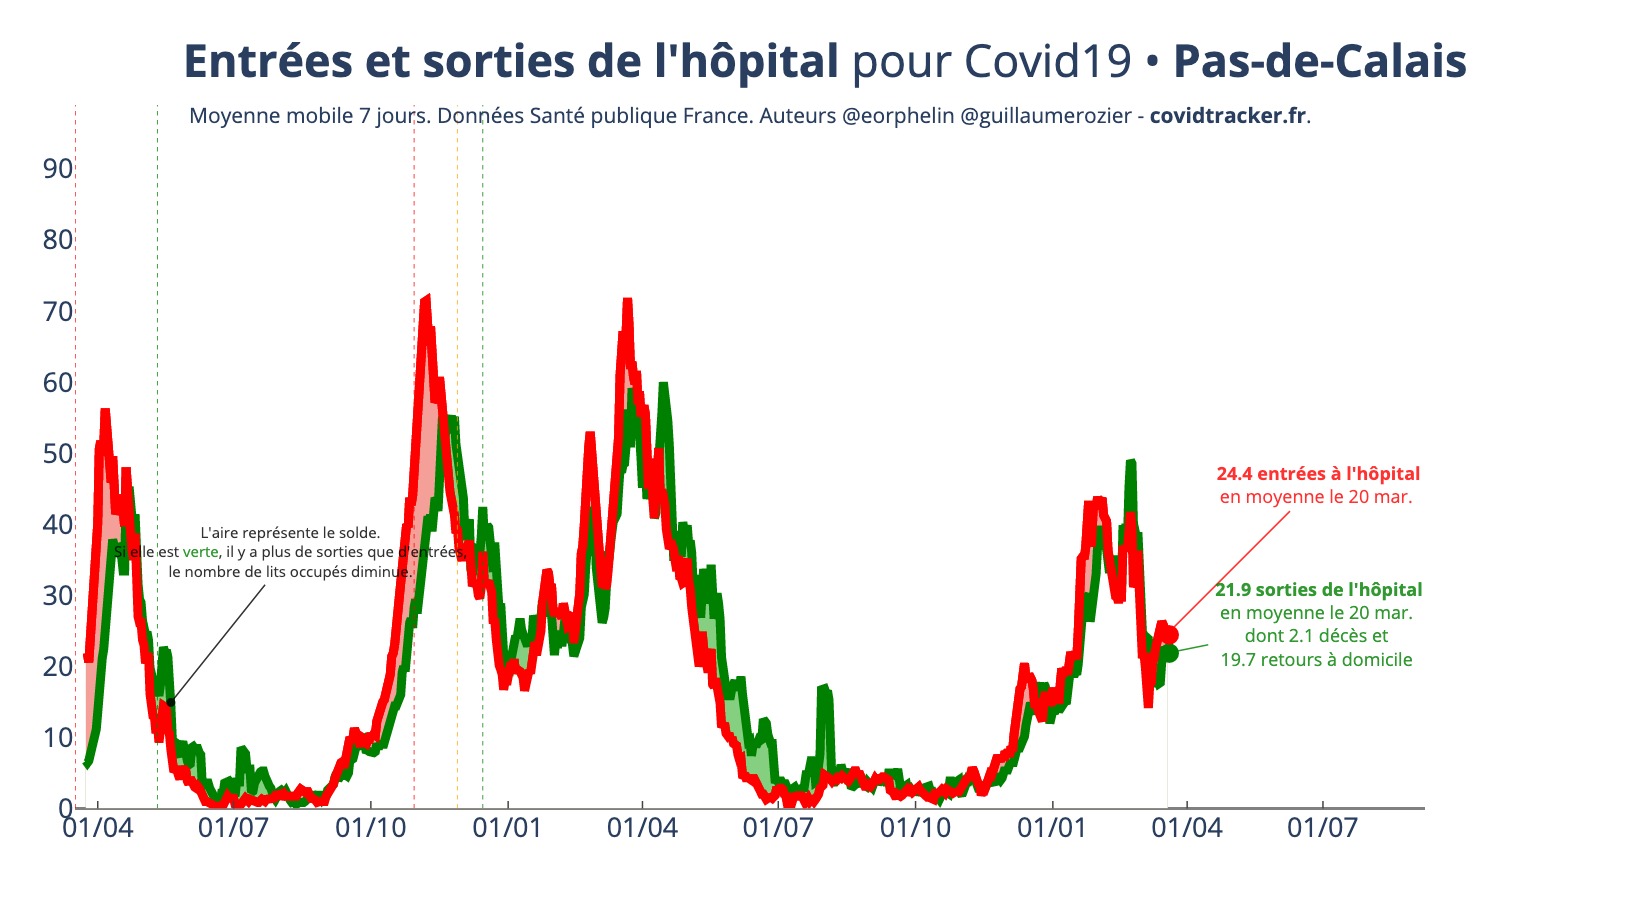 Entrées et sorties de l'hôpital pour Covid19 • Pas-de-Calais
Moyenne mobile 7 jours. Données Santé publique France. Auteurs @eorphelin @guillaumerozier - covidtracker.fr.
90
80
70
60
50
40
30
20
10
0
24.4 entrées à l'hôpital
en moyenne le 20 mar.
L'aire représente le solde.
Si elle est verte, il y a plus de sorties que d'entrées,
le nombre de lits occupés diminue.
21.9 sorties de l'hôpital
en moyenne le 20 mar.
dont 2.1 décès et
19.7 retours à domicile
01/04 01/07 01/10 01/01 01/04 01/07 01/10 01/01 01/04 01/07